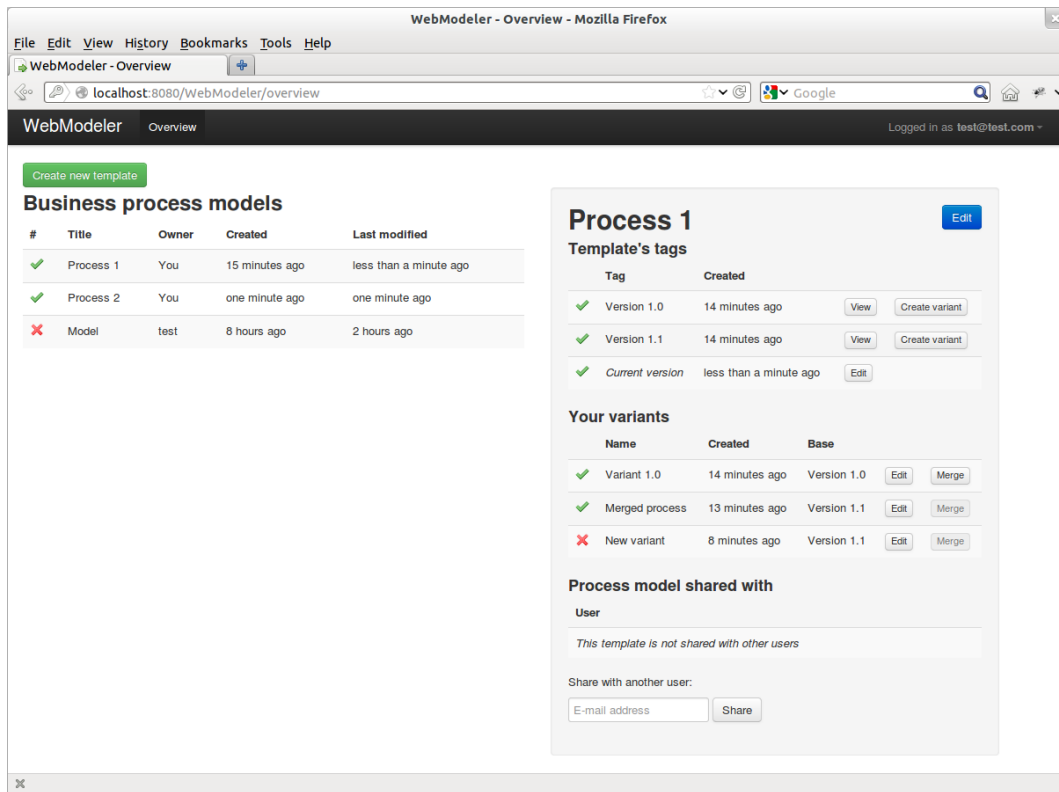 WebModeler - Overview - Mozilla Firefox
File Edit View History Bookmarks Tools Help
WebModeler - Overview
localhost:8080/WebModeler/overview
Google
WebModeler Overview Logged in as test@test.com
Create new template
Business process models
# Title Owner Created Last modified
Process 1 You 15 minutes ago less than a minute ago
Process 2 You one minute ago one minute ago
Model test 8 hours ago 2 hours ago
Process 1 Edit
Template's tags
Tag Created
Version 1.0 14 minutes ago View Create variant
Version 1.1 14 minutes ago View Create variant
Current version less than a minute ago Edit
Your variants
Name Created Base
Variant 1.0 14 minutes ago Version 1.0 Edit Merge
Merged process 13 minutes ago Version 1.1 Edit Merge
New variant 8 minutes ago Version 1.1 Edit Merge
Process model shared with
User
This template is not shared with other users
Share with another user:
E-mail address Share